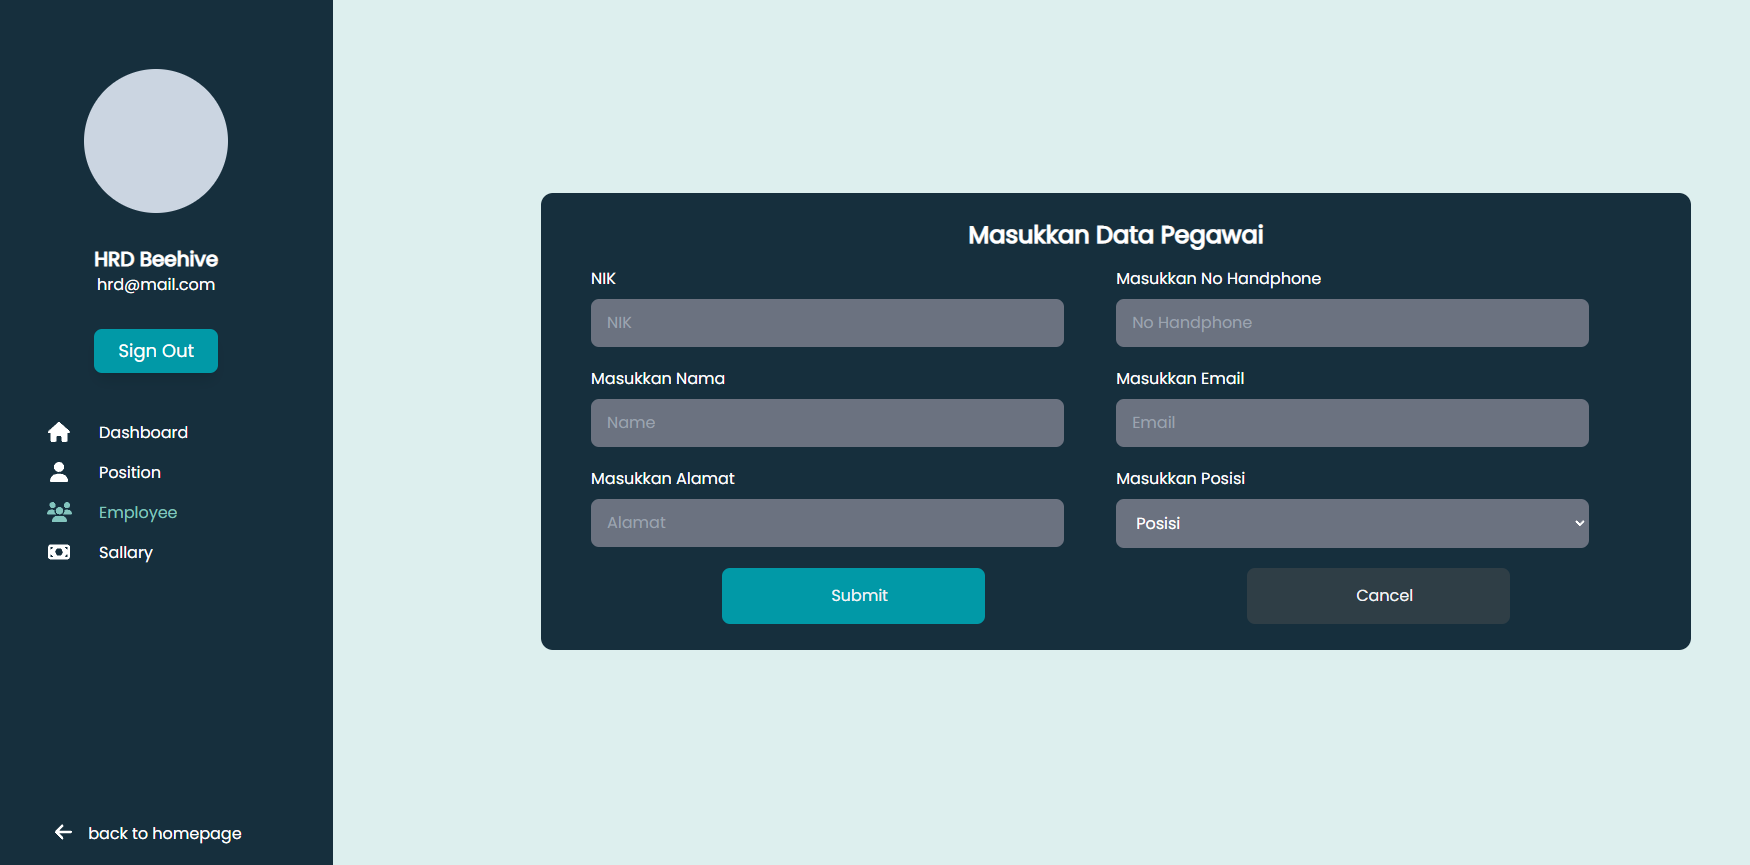 HRD Beehive
hrd@mail.com
Sign Out
Dashboard
Position
Employee
Sallary
back to homepage
Masukkan Data Pegawai
NIK
NIK
Masukkan No Handphone
No Handphone
Masukkan Nama
Name
Masukkan Email
Email
Masukkan Alamat
Alamat
Masukkan Posisi
Posisi
Submit
Cancel